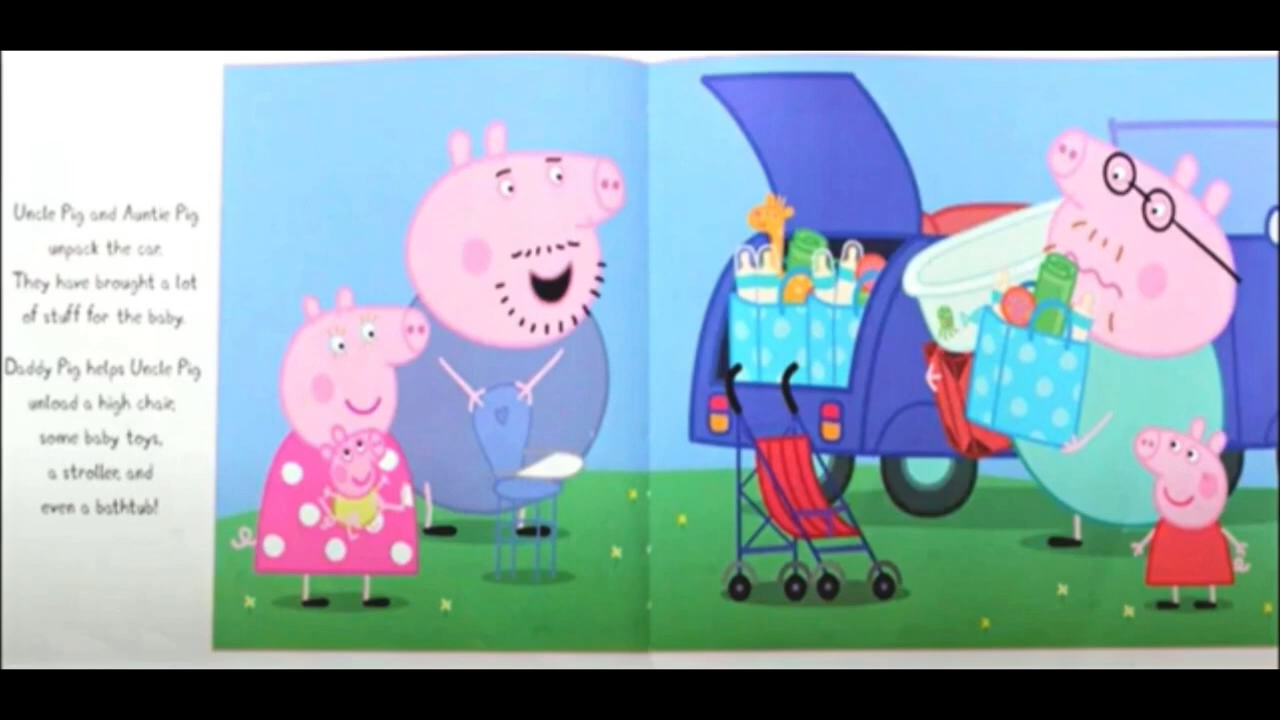 Uncle Pig and Auntie Pig
unpack the car.
They have brought a lot
of stuff for the baby.
Daddy Pig helps Uncle Pig
unload a high chair,
some baby toys,
a stroller, and
even a bathtub!